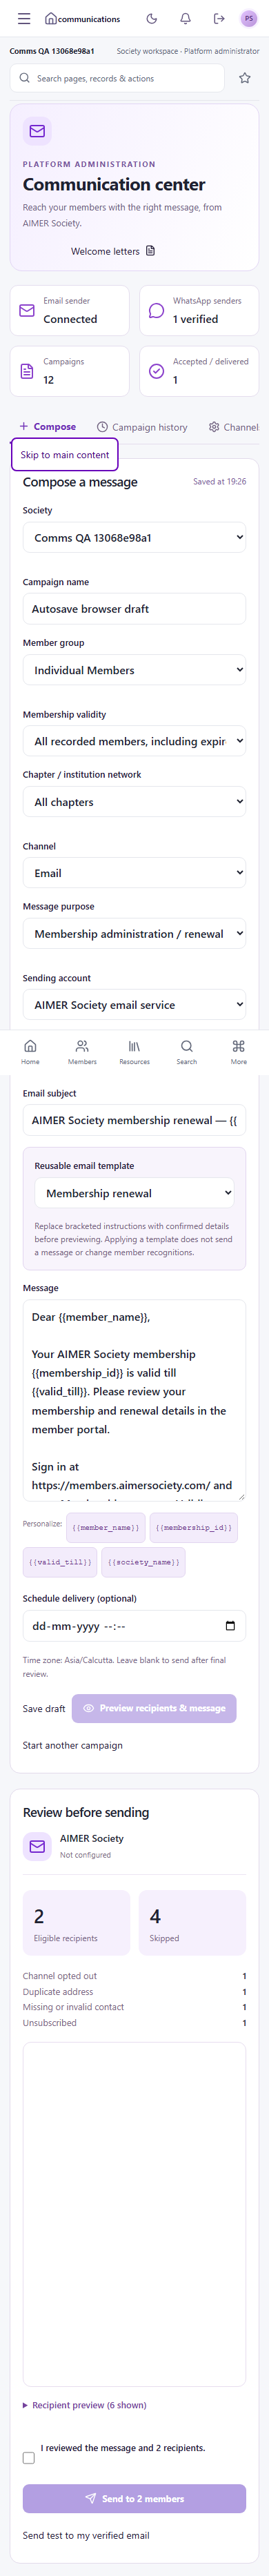 communications
PS
Comms QA 13068e98a1
Society workspace · Platform administrator
Search pages, records & actions
PLATFORM ADMINISTRATION
Communication center
Reach your members with the right message, from
AIMER Society.
Welcome letters
Email sender
Connected
WhatsApp senders
1 verified
Campaigns
12
Accepted / delivered
1
Compose
Campaign history
Channel
Skip to main content
Compose a message
Saved at 19:26
Society
Comms QA 13068e98a1
Campaign name
Autosave browser draft
Member group
Individual Members
Membership validity
All recorded members, including expir
Chapter / institution network
All chapters
Channel
Email
Message purpose
Membership administration / renewal
Sending account
AIMER Society email service
Home
Members
Resources
Search
More
Email subject
AIMER Society membership renewal — {{
Reusable email template
Membership renewal
Replace bracketed instructions with confirmed details
before previewing. Applying a template does not send
a message or change member recognitions.
Message
Dear {{member_name}},
Your AIMER Society membership
{{membership_id}} is valid till
{{valid_till}}. Please review your
membership and renewal details in the
member portal.
Sign in at
https://members.aimersociety.com/ and
Personalize:
{{member_name}}
{{membership_id}}
{{valid_till}}
{{society_name}}
Schedule delivery (optional)
dd-mm-yyyy --:--
Time zone: Asia/Calcutta. Leave blank to send after final
review.
Save draft
Preview recipients & message
Start another campaign
Review before sending
AIMER Society
Not configured
2
Eligible recipients
4
Skipped
Channel opted out 1
Duplicate address 1
Missing or invalid contact 1
Unsubscribed 1
Recipient preview (6 shown)
I reviewed the message and 2 recipients.
Send to 2 members
Send test to my verified email